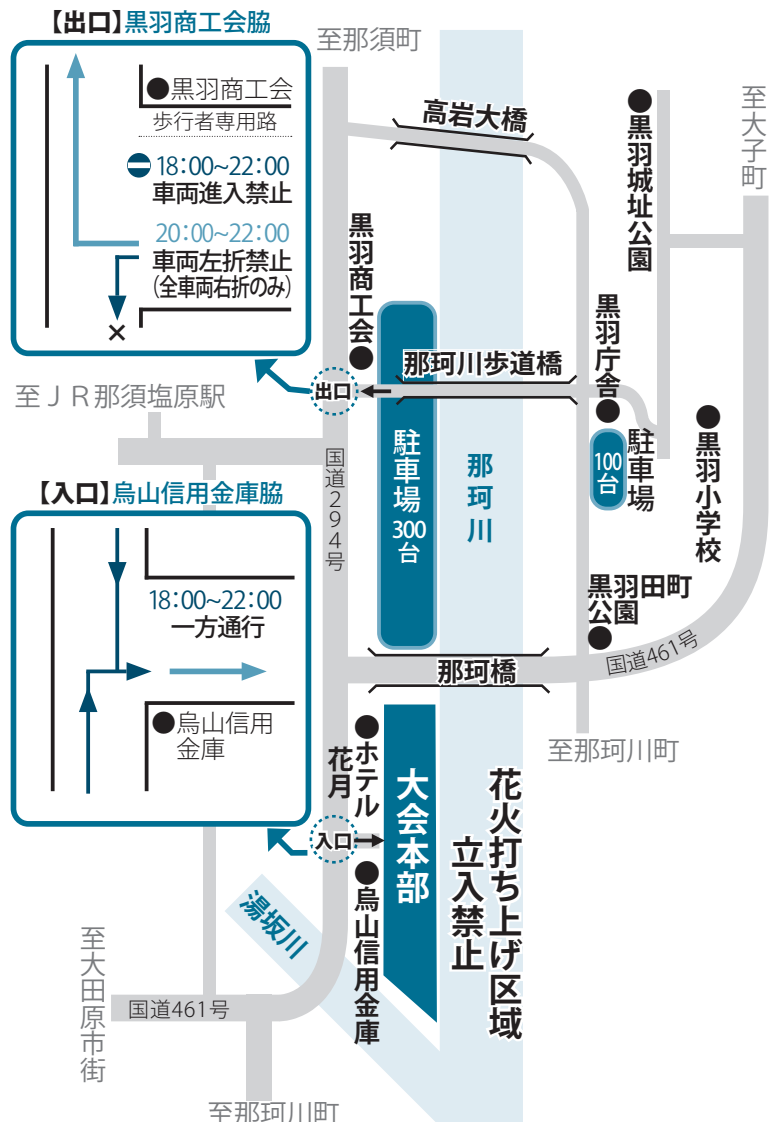 【出口】黒羽商工会脇
●黒羽商工会
歩行者専用路
18:00~22:00
車両進入禁止
20:00~22:00
車両左折禁止
(全車両右折のみ)
×
至那須町
高岩大橋
黒羽城址公園
至大子町
黒羽商工会
黒羽庁舎
那珂川歩道橋
出口
至ＪＲ那須塩原駅
国道294号
駐車場
300
台
那珂川
100
台
駐車場
黒羽小学校
【入口】烏山信用金庫脇
18:00~22:00
一方通行
●烏山信用
金庫
黒羽田町
公園
国道461号
那珂橋
至那珂川町
ホテル
花月
大会本部
花火打ち上げ区域
立入禁止
入口
烏山信用金庫
湯坂川
至大田原市街
国道461号
至那珂川町